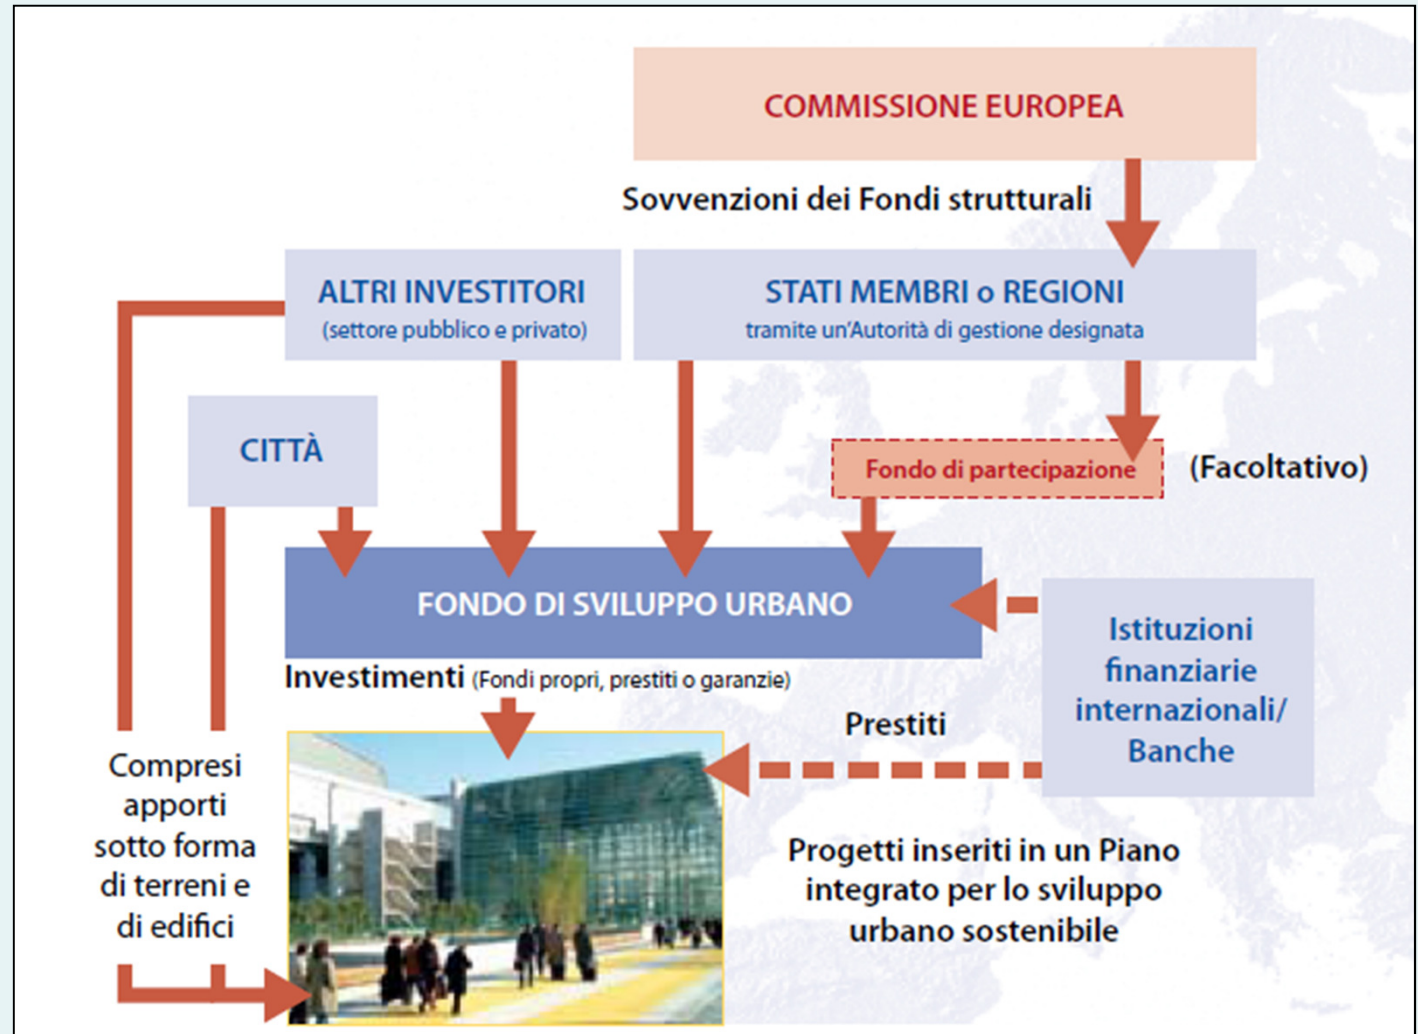 COMMISSIONE EUROPEA
Sovvenzioni dei Fondi strutturali
ALTRI INVESTITORI
(settore pubblico e privato)
STATI MEMBRI o REGIONI
tramite un'Autorità di gestione designata
CITTÀ
Fondo di partecipazione
(Facoltativo)
FONDO DI SVILUPPO URBANO
Istituzioni
finanziarie
internazionali/
Banche
Investimenti (Fondi propri, prestiti o garanzie)
Prestiti
Compresi
apporti
sotto forma
di terreni e
di edifici
Progetti inseriti in un Piano
integrato per lo sviluppo
urbano sostenibile